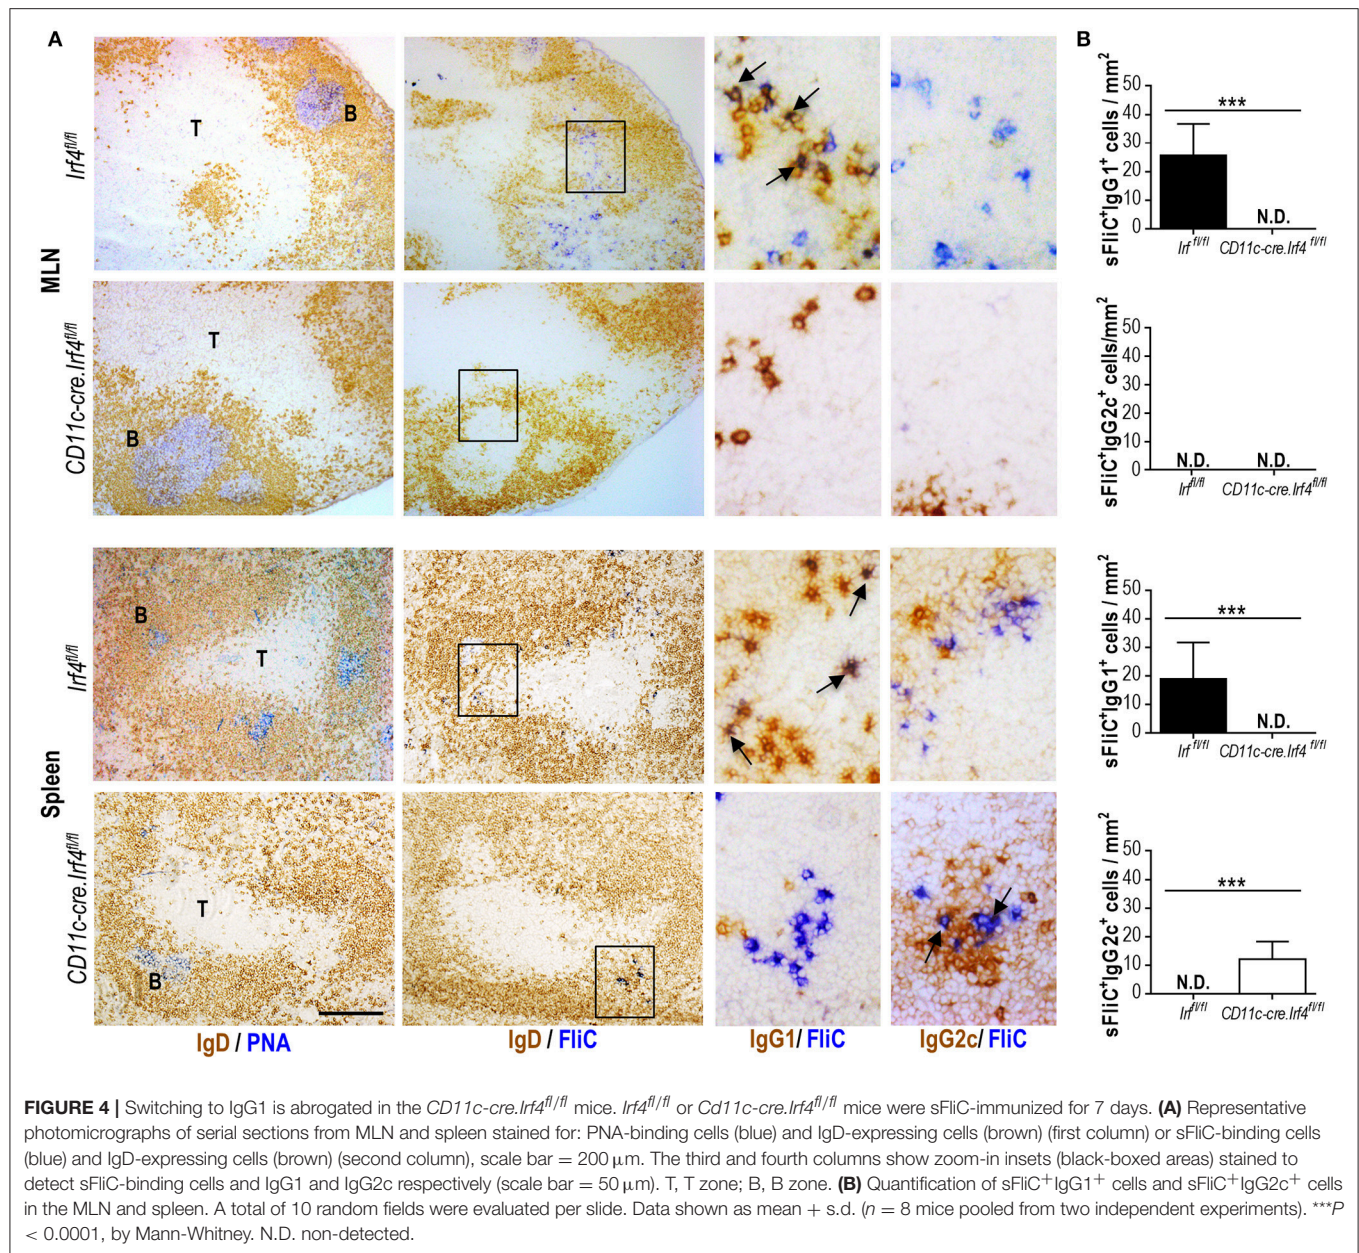 A
B
MLN
Irf4fl/fl
T
B
sFliC+IgG1+ cells / mm2
50
40
30
20
10
0
***
N.D.
Irf fl/fl
CD11c-cre.Irf4 fl/fl
CD11c-cre.Irf4fl/fl
T
B
sFliC+IgG2c+ cells/mm2
50
40
30
20
10
0
N.D.
N.D.
Irffl/fl
CD11c-cre.Irf4fl/fl
Spleen
Irf4fl/fl
B
T
sFliC+IgG1+ cells / mm2
50
40
30
20
10
0
***
N.D.
Irf fl/fl
CD11c-cre.Irf4 fl/fl
CD11c-cre.Irf4fl/fl
T
B
sFliC+IgG2c+ cells / mm2
50
40
30
20
10
0
***
N.D.
Irffl/fl
CD11c-cre.Irf4fl/fl
IgD / PNA
IgD / FliC
IgG1/ FliC
IgG2c/ FliC
FIGURE 4 | Switching to IgG1 is abrogated in the CD11c-cre.Irf4fl/fl mice. Irf4fl/fl or Cd11c-cre.Irf4fl/fl mice were sFliC-immunized for 7 days. (A) Representative
photomicrographs of serial sections from MLN and spleen stained for: PNA-binding cells (blue) and IgD-expressing cells (brown) (first column) or sFliC-binding cells
(blue) and IgD-expressing cells (brown) (second column), scale bar = 200 μm. The third and fourth columns show zoom-in insets (black-boxed areas) stained to
detect sFliC-binding cells and IgG1 and IgG2c respectively (scale bar = 50 μm). T, T zone; B, B zone. (B) Quantification of sFliC+IgG1+ cells and sFliC+IgG2c+ cells
in the MLN and spleen. A total of 10 random fields were evaluated per slide. Data shown as mean + s.d. (n = 8 mice pooled from two independent experiments). ***P
< 0.0001, by Mann-Whitney. N.D. non-detected.